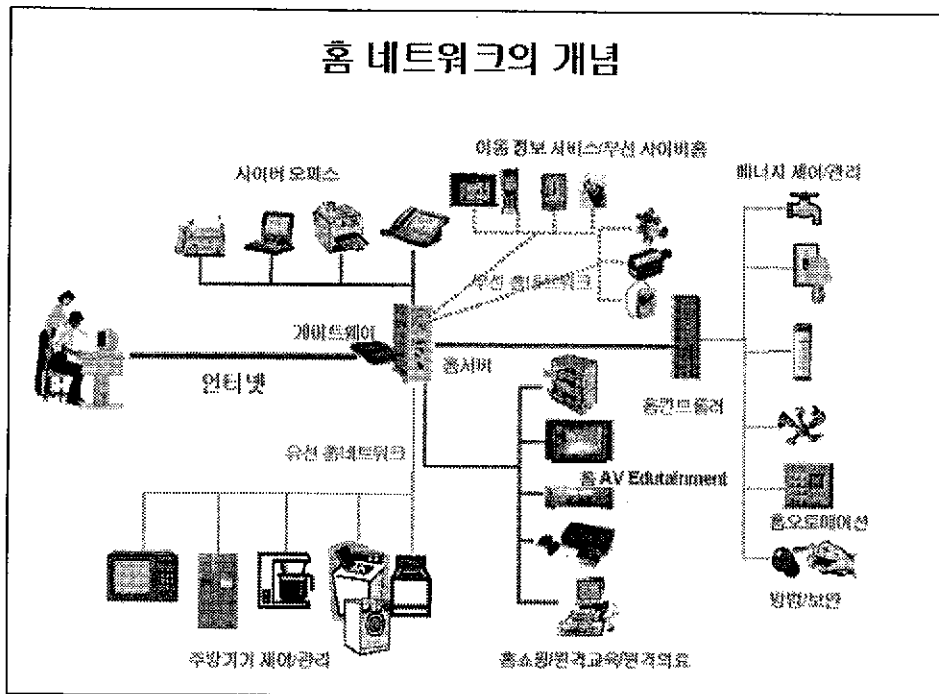 홈 네트워크의 개념
이동 정보 서비스/무선 사이버홈
사이버 오피스
에너지 제어/관리
무선 홈네트워크
게이트웨이
홈서버
인터넷
홈컨트롤러
유선 홈네트워크
홈 AV Edutainment
홈오토메이션
방범/보안
주방기기 제어/관리
홈쇼핑/원격교육/원격의료